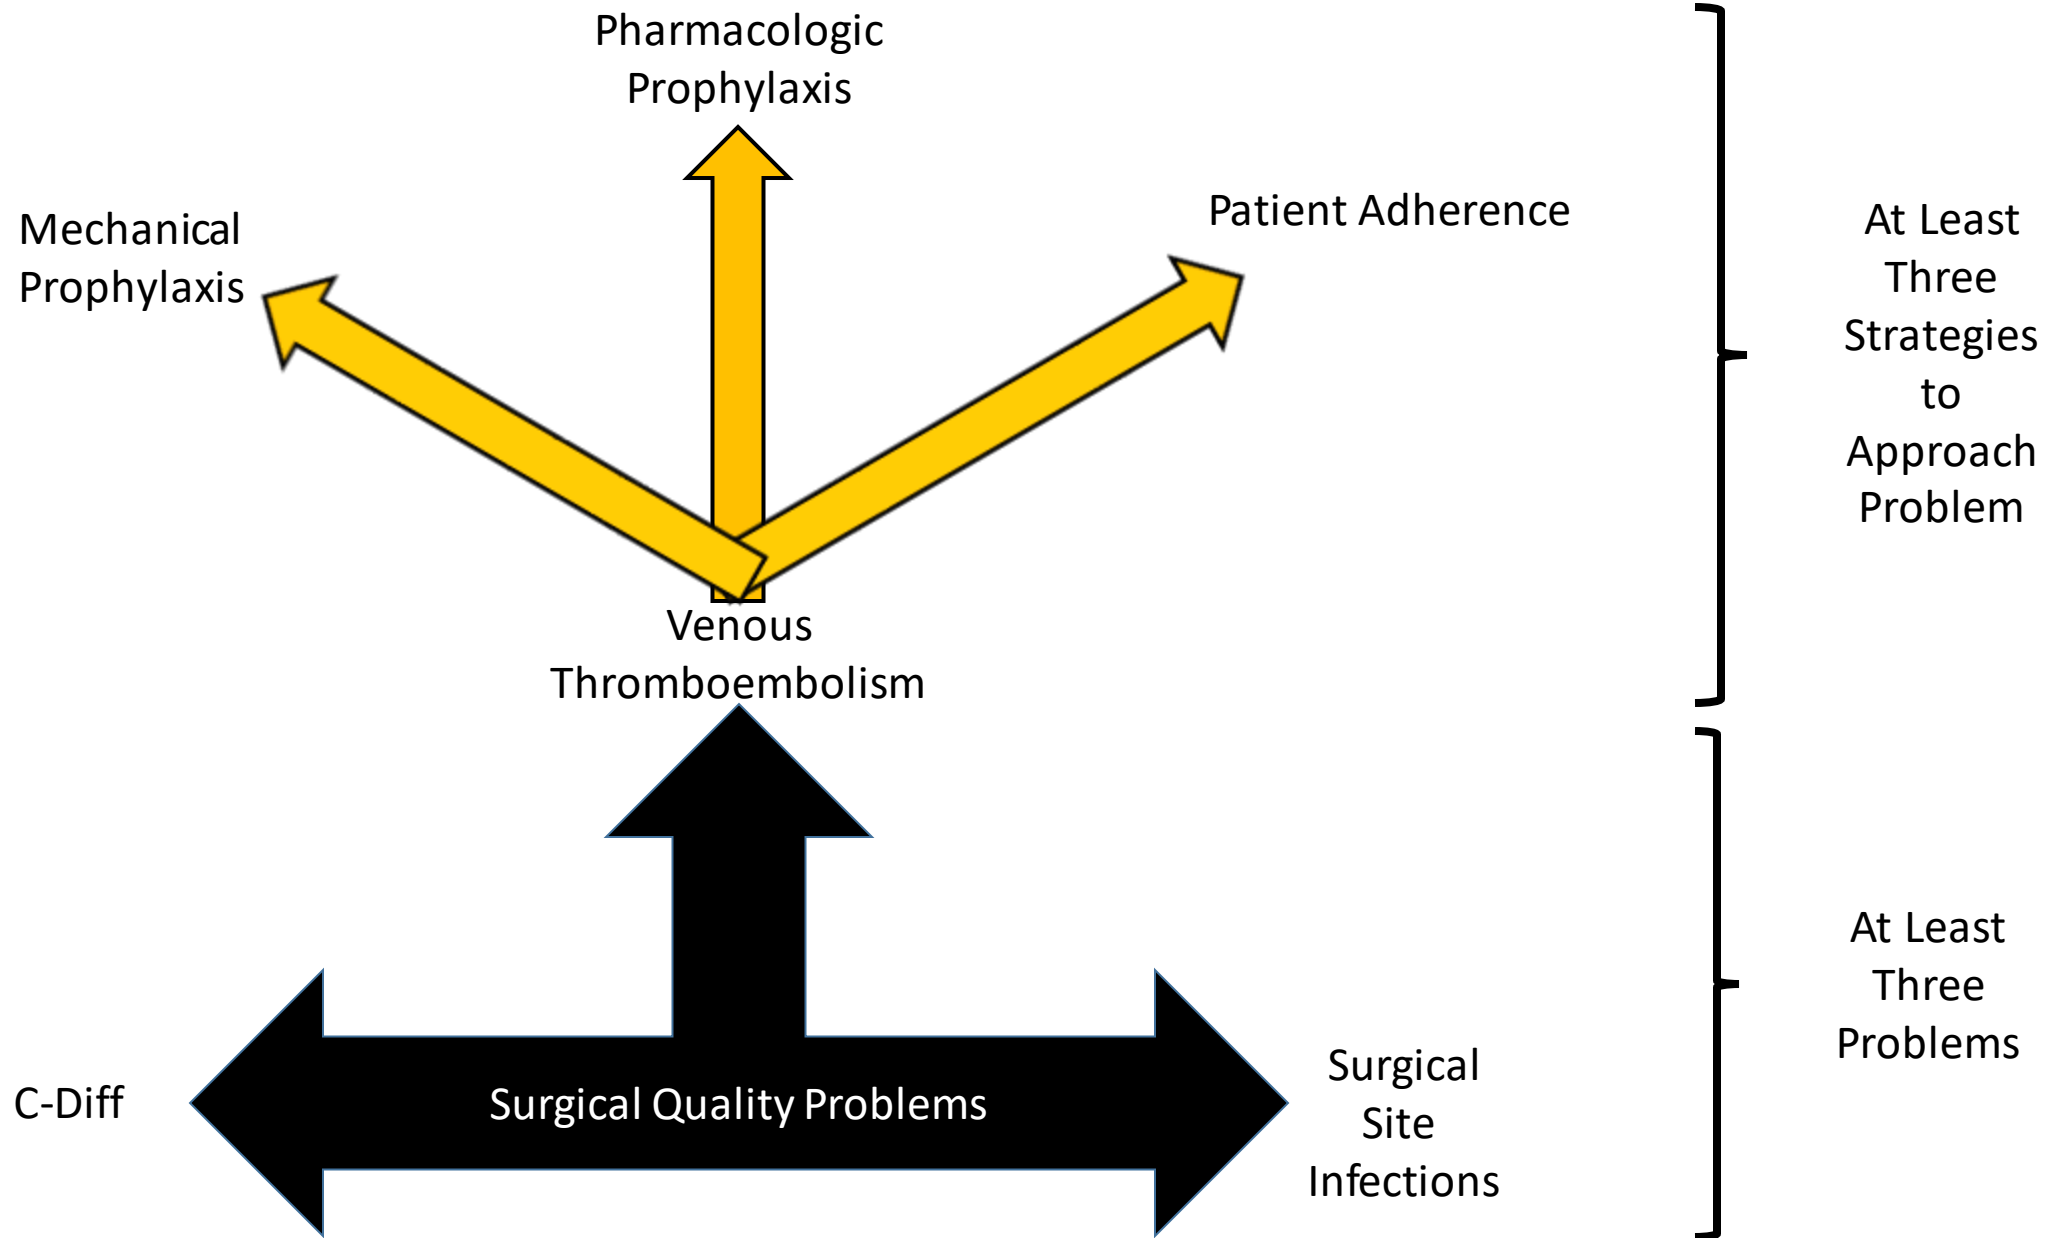 Pharmacologic
Prophylaxis
Mechanical
Prophylaxis
Patient Adherence
At Least
Three
Strategies
to
Approach
Problem
Venous
Thromboembolism
At Least
Three
Problems
C-Diff
Surgical Quality Problems
Surgical
Site
Infections